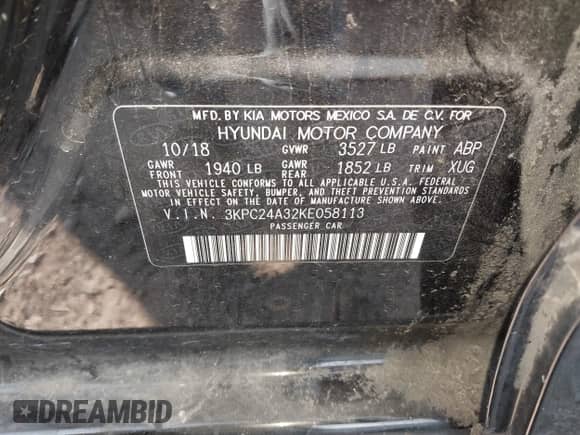 MFD. BY KIA MOTORS MEXICO S.A. DE C.V. FOR
HYUNDAI MOTOR COMPANY
10/18 GVWR 3527 LB PAINT ABP
GAWR FRONT 1940 LB GAWR REAR 1852 LB TRIM XUG
THIS VEHICLE CONFORMS TO ALL APPLICABLE U.S.A. FEDERAL
MOTOR VEHICLE SAFETY, BUMPER, AND THEFT PREVENTION STANDARDS
IN EFFECT ON THE DATE OF MANUFACTURE SHOWN ABOVE.
V.I.N. 3KPC24A32KE058113
PASSENGER CAR
DREAMBID